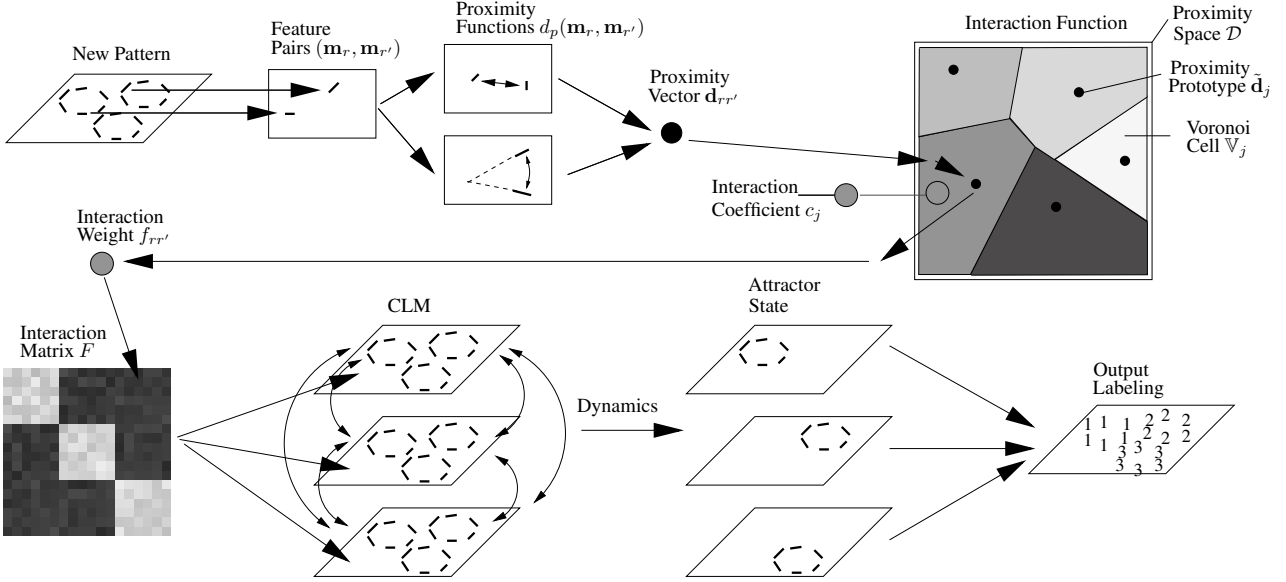 New Pattern
Feature
Pairs (m_r, m_r′)
Proximity
Functions d_p(m_r, m_r′)
Proximity
Vector d_rr′
Interaction Function
Proximity
Space 𝒟
Proximity
Prototype d̃_j
Voronoi
Cell 𝕍_j
Interaction
Coefficient c_j
Interaction
Weight f_rr′
Interaction
Matrix F
CLM
Dynamics
Attractor
State
Output
Labeling
1 1 1 2 2 2
1 1 1 2 2 2
3 3 3
3 3 3